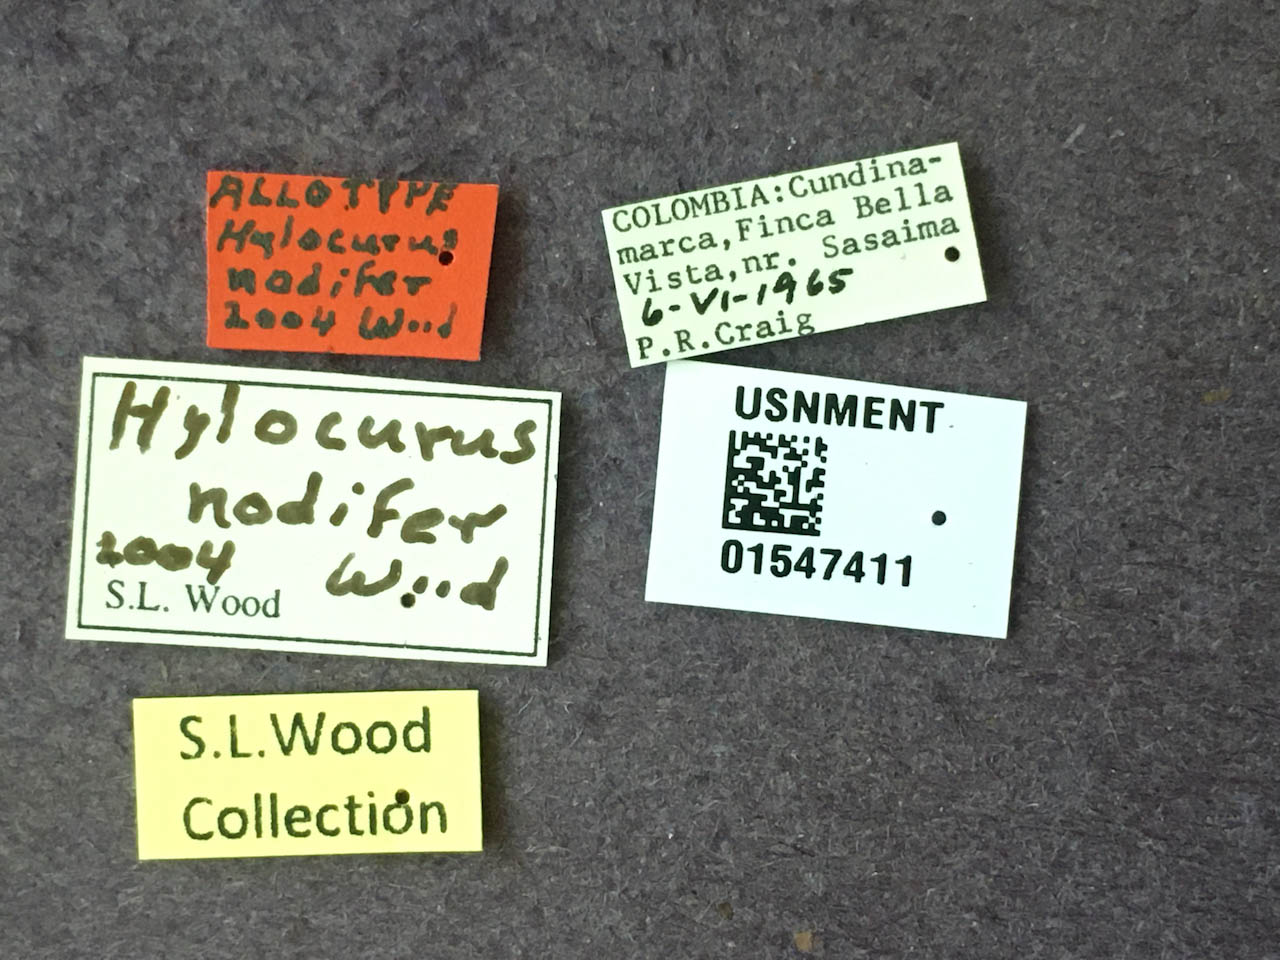 ALLOTYPE
Hylocurus
nodifer
2004 Wood
COLOMBIA:Cundina-
marca,Finca Bella
Vista,nr. Sasaima
6-VI-1965
P.R.Craig
Hylocurus
nodifer
2004 Wood
S.L. Wood
USNMENT
01547411
S.L.Wood
Collection